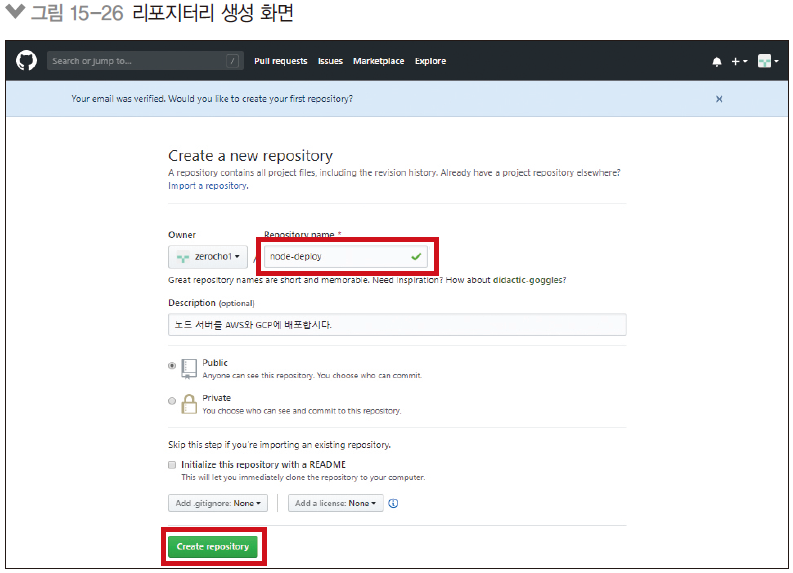 그림 15-26 리포지터리 생성 화면
Search or jump to... /
Pull requests Issues Marketplace Explore
Your email was verified. Would you like to create your first repository?
Create a new repository
A repository contains all project files, including the revision history. Already have a project repository elsewhere?
Import a repository.
Owner Repository name *
zerocho1 / node-deploy
Great repository names are short and memorable. Need inspiration? How about didactic-goggles?
Description (optional)
노드 서버를 AWS와 GCP에 배포합시다.
Public
Anyone can see this repository. You choose who can commit.
Private
You choose who can see and commit to this repository.
Skip this step if you're importing an existing repository.
Initialize this repository with a README
This will let you immediately clone the repository to your computer.
Add .gitignore: None Add a license: None
Create repository